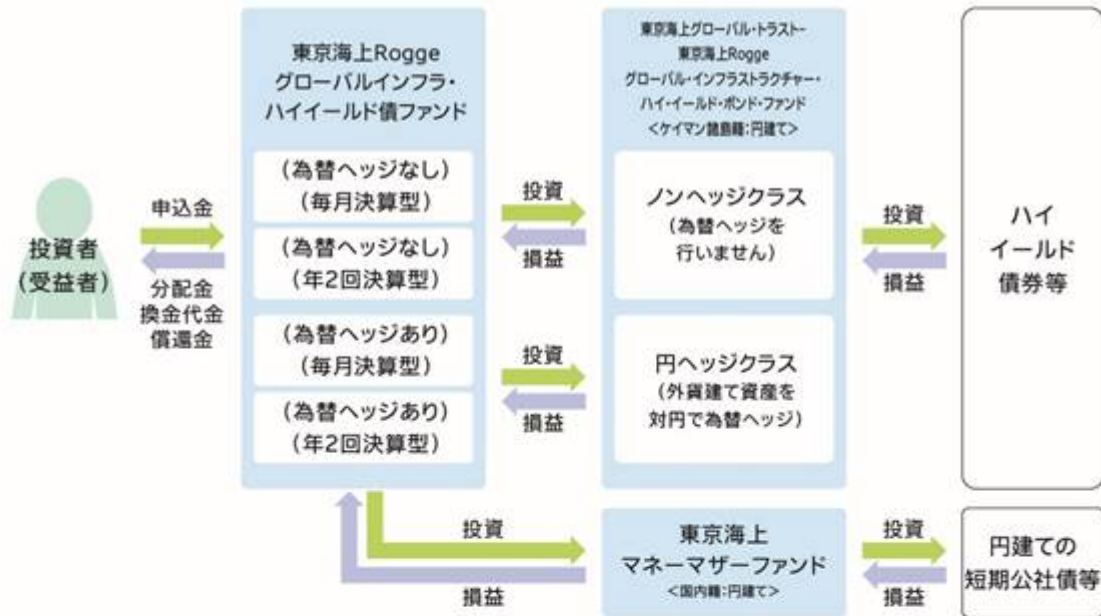 申込金
投資者
(受益者)
分配金
換金代金
償還金
東京海上Rogge
グローバルインフラ・
ハイイールド債ファンド
(為替ヘッジなし)
(毎月決算型)
(為替ヘッジなし)
(年2回決算型)
(為替ヘッジあり)
(毎月決算型)
(為替ヘッジあり)
(年2回決算型)
投資
損益
投資
損益
東京海上グローバル・トラスト-
東京海上Rogge
グローバル・インフラストラクチャー・
ハイ・イールド・ボンド・ファンド
<ケイマン諸島籍:円建て>
ノンヘッジクラス
(為替ヘッジを
行いません)
円ヘッジクラス
(外貨建て資産を
対円で為替ヘッジ)
投資
損益
ハイ
イールド
債券等
投資
損益
東京海上
マネーマザーファンド
<国内籍:円建て>
投資
損益
円建ての
短期公社債等